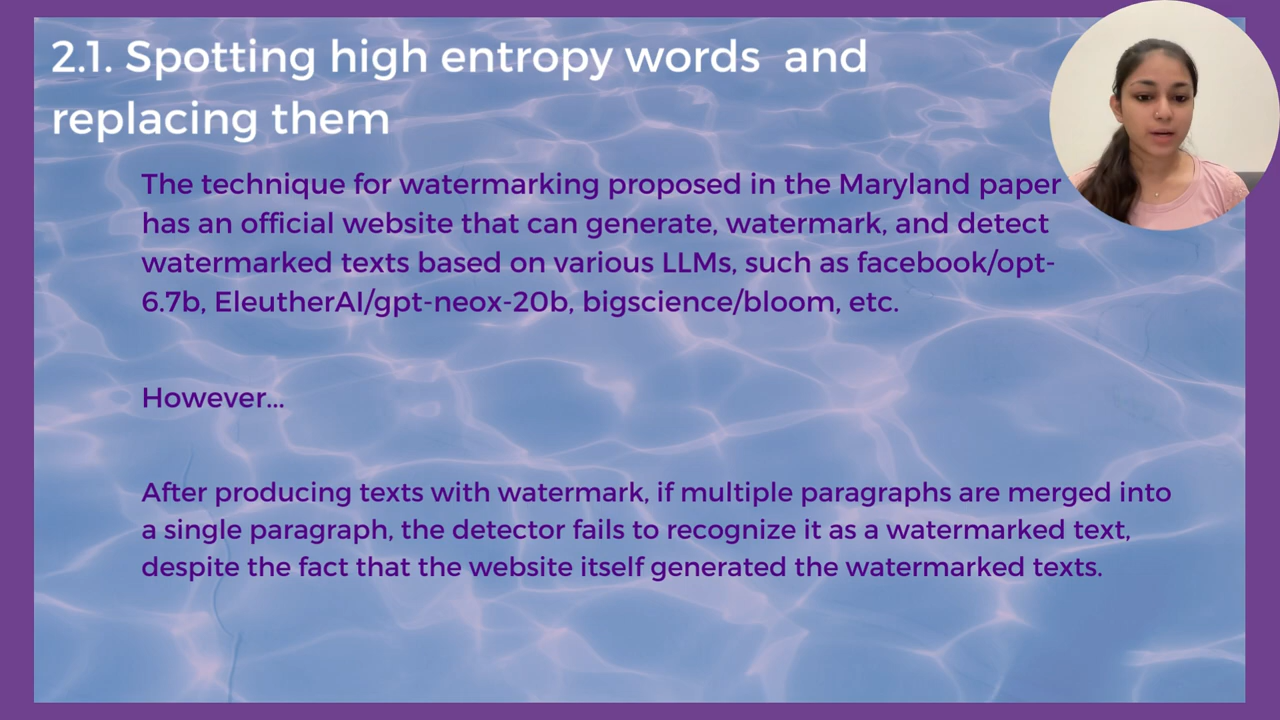 2.1. Spotting high entropy words  and
replacing them
The technique for watermarking proposed in the Maryland paper
has an official website that can generate, watermark, and detect
watermarked texts based on various LLMs, such as facebook/opt-
6.7b, EleutherAI/gpt-neox-20b, bigscience/bloom, etc.
However...
After producing texts with watermark, if multiple paragraphs are merged into
a single paragraph, the detector fails to recognize it as a watermarked text,
despite the fact that the website itself generated the watermarked texts.